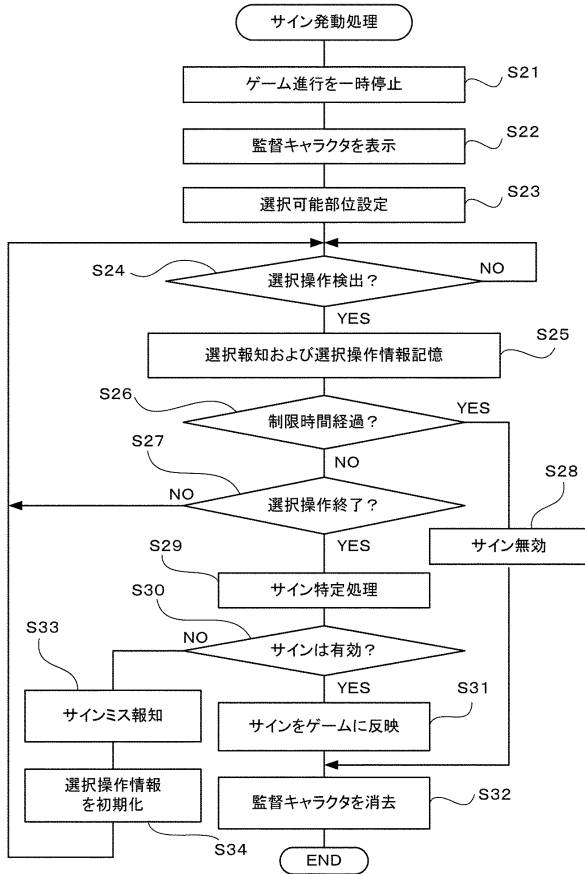 サイン発動処理
ゲーム進行を一時停止
S21
監督キャラクタを表示
S22
選択可能部位設定
S23
S24
選択操作検出？
NO
YES
選択報知および選択操作情報記憶
S25
S26
制限時間経過？
YES
NO
S27
選択操作終了？
NO
YES
S28
サイン無効
S29
サイン特定処理
S30
サインは有効？
NO
YES
S33
サインミス報知
サインをゲームに反映
S31
選択操作情報
を初期化
S34
監督キャラクタを消去
S32
END